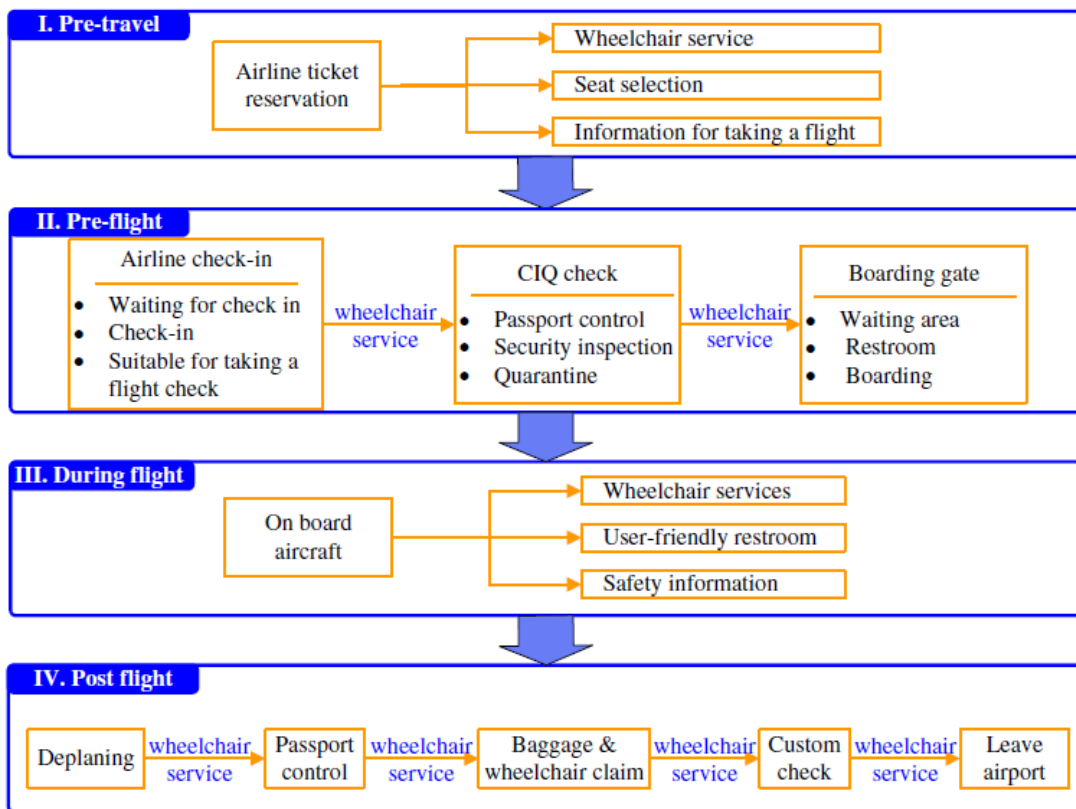 I. Pre-travel
Airline ticket
reservation
Wheelchair service
Seat selection
Information for taking a flight
II. Pre-flight
Airline check-in
• Waiting for check in
• Check-in
• Suitable for taking a
flight check
wheelchair
service
CIQ check
• Passport control
• Security inspection
• Quarantine
wheelchair
service
Boarding gate
• Waiting area
• Restroom
• Boarding
III. During flight
On board
aircraft
Wheelchair services
User-friendly restroom
Safety information
IV. Post flight
Deplaning
wheelchair
service
Passport
control
wheelchair
service
Baggage &
wheelchair claim
wheelchair
service
Custom
check
wheelchair
service
Leave
airport